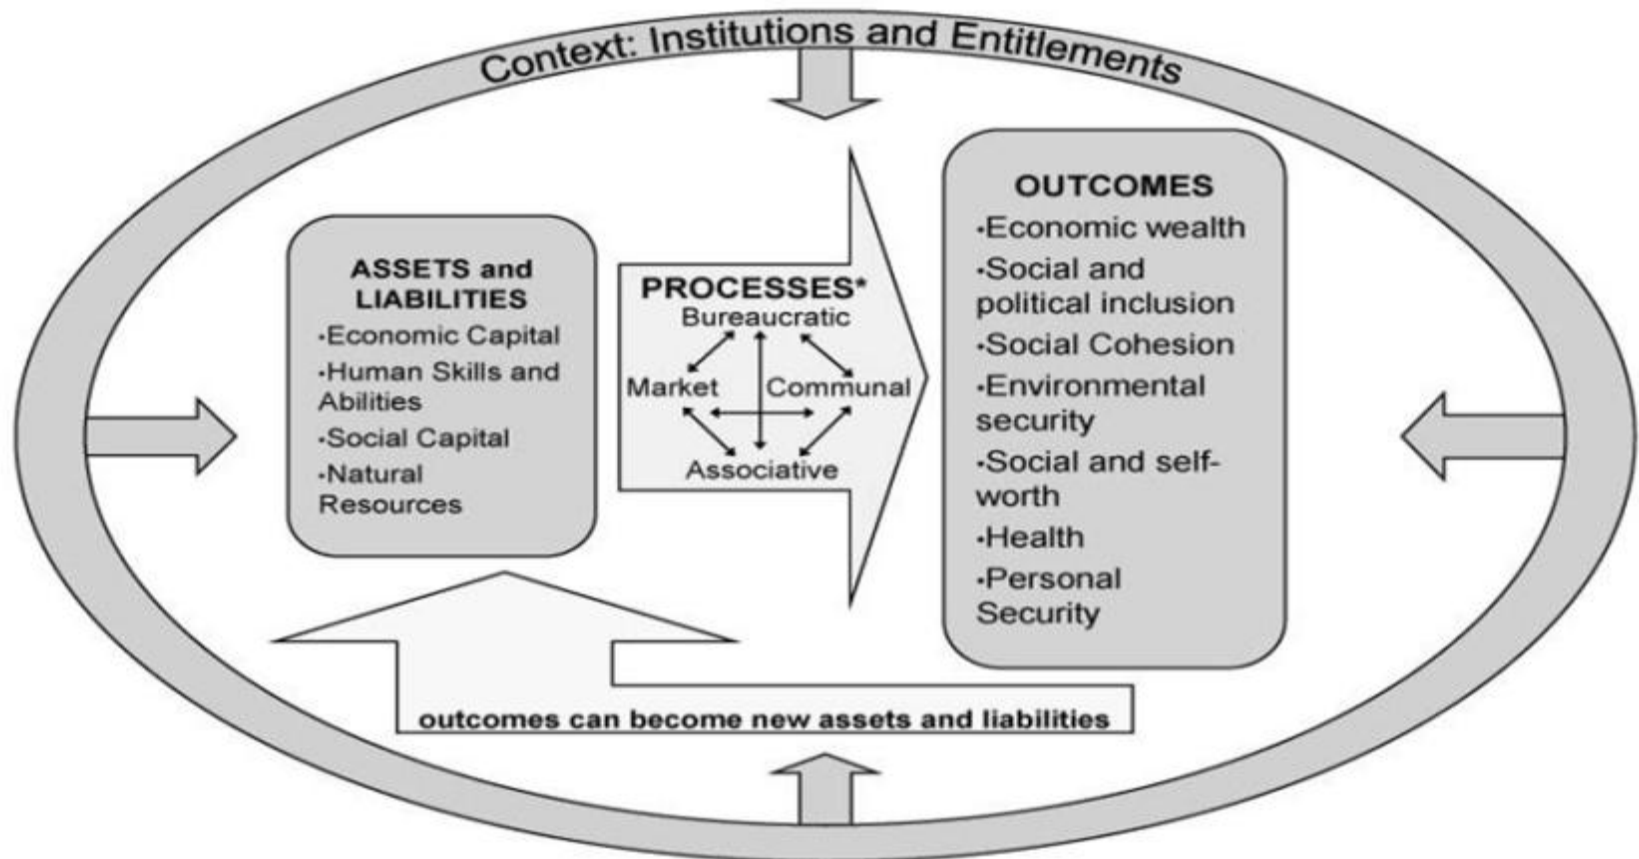 Context: Institutions and Entitlements
ASSETS and
LIABILITIES
•Economic Capital
•Human Skills and
Abilities
•Social Capital
•Natural
Resources
PROCESSES*
Bureaucratic
Market
Communal
Associative
OUTCOMES
•Economic wealth
•Social and
political inclusion
•Social Cohesion
•Environmental
security
•Social and self-
worth
•Health
•Personal
Security
outcomes can become new assets and liabilities